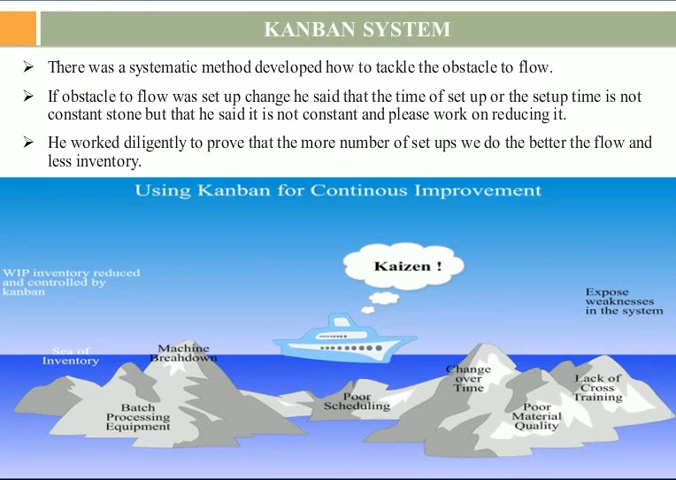 KANBAN SYSTEM
There was a systematic method developed how to tackle the obstacle to flow.
If obstacle to flow was set up change he said that the time of set up or the setup time is not
constant stone but that he said it is not constant and please work on reducing it.
He worked diligently to prove that the more number of set ups we do the better the flow and
less inventory.
Using Kanban for Continous Improvement
Kaizen !
WIP inventory reduced
and controlled by
kanban
Expose
weaknesses
in the system
Sea of
Inventory
Machine
Breakdown
Batch
Processing
Equipment
Poor
Scheduling
Change
over
Time
Poor
Material
Quality
Lack of
Cross
Training